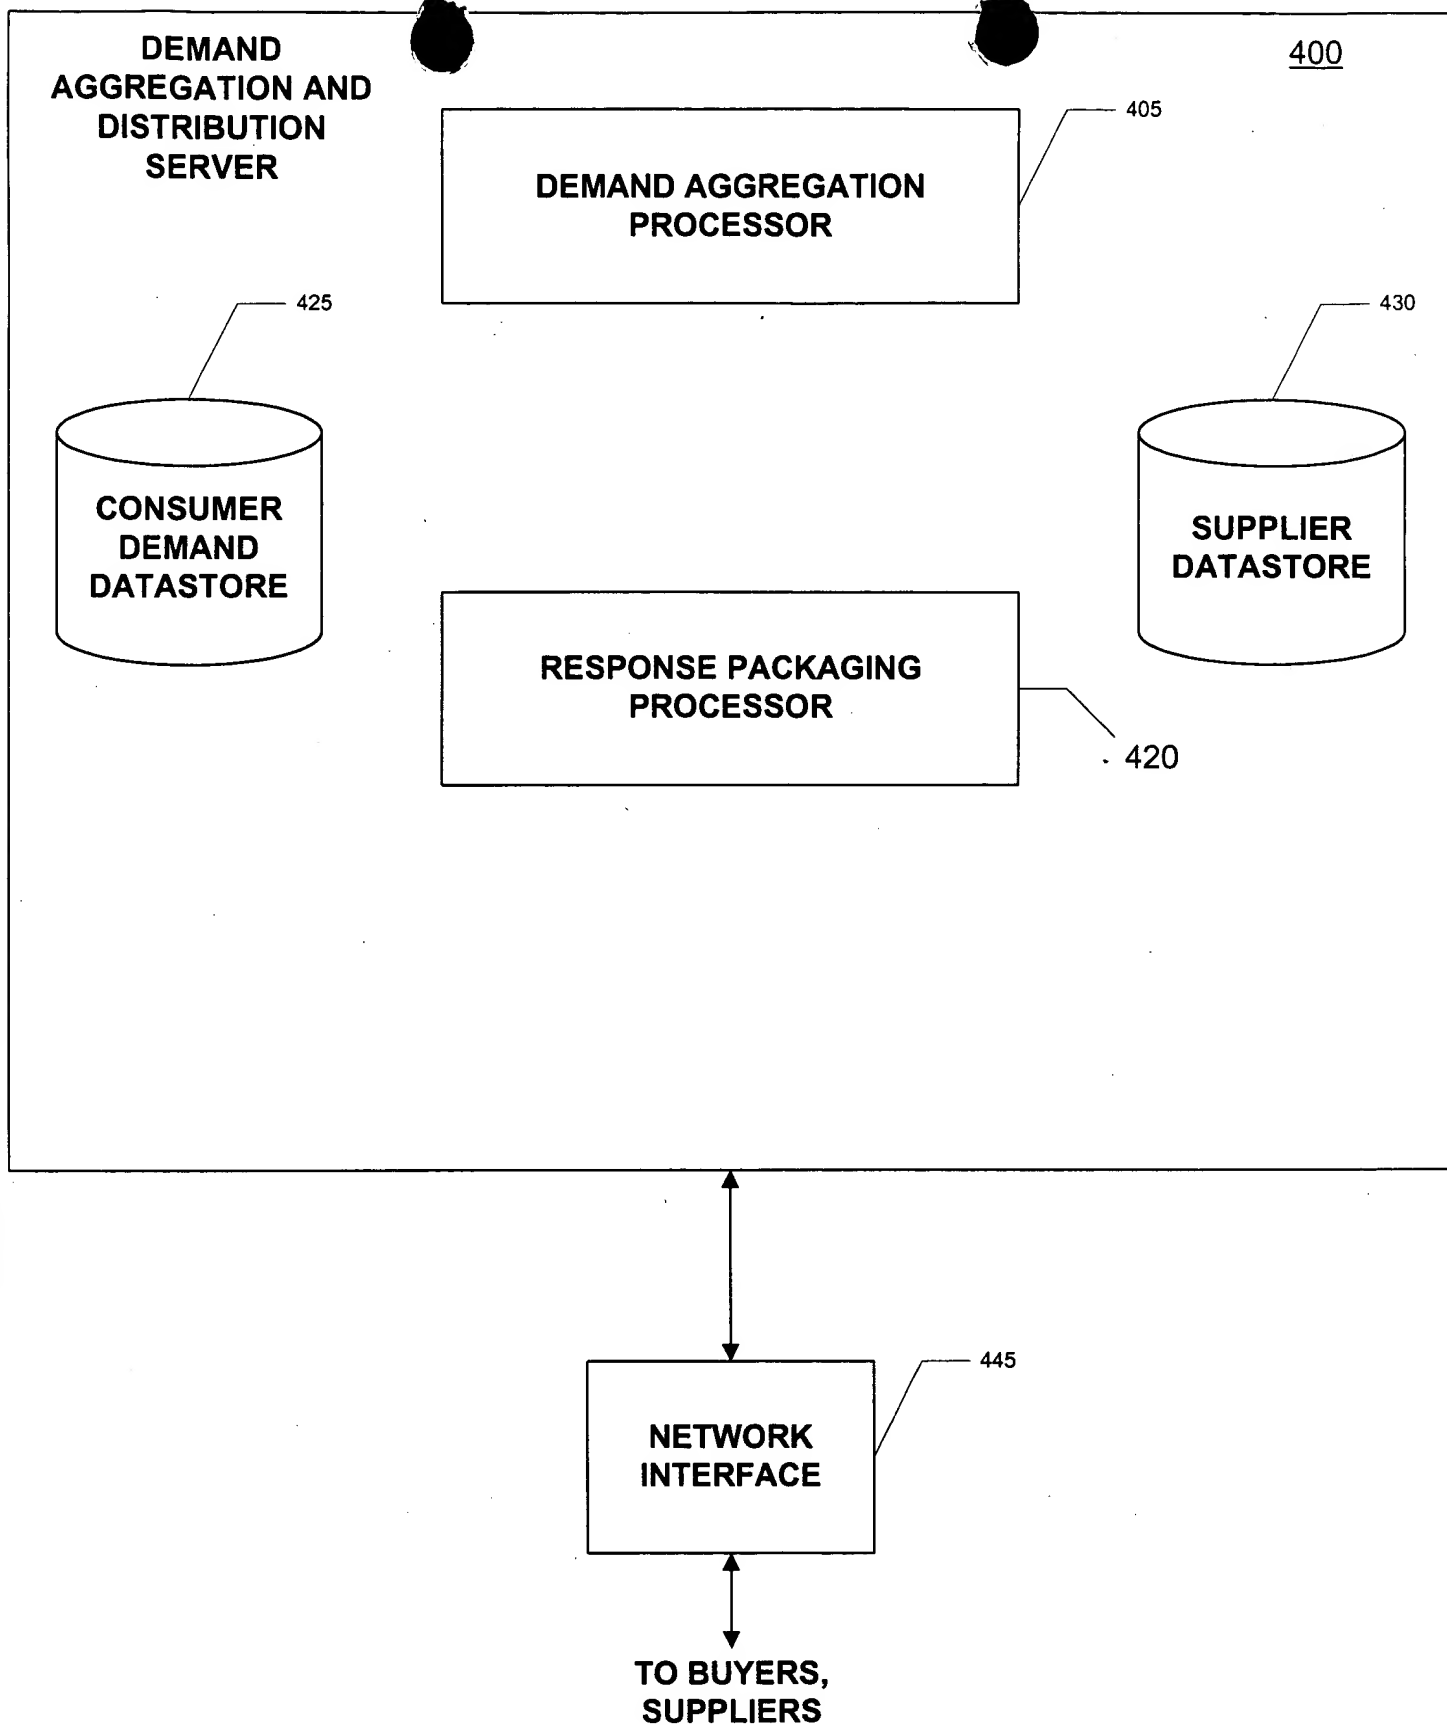 DEMAND
AGGREGATION AND
DISTRIBUTION
SERVER
400
405
DEMAND AGGREGATION
PROCESSOR
425
430
CONSUMER
DEMAND
DATASTORE
SUPPLIER
DATASTORE
RESPONSE PACKAGING
PROCESSOR
420
445
NETWORK
INTERFACE
TO BUYERS,
SUPPLIERS